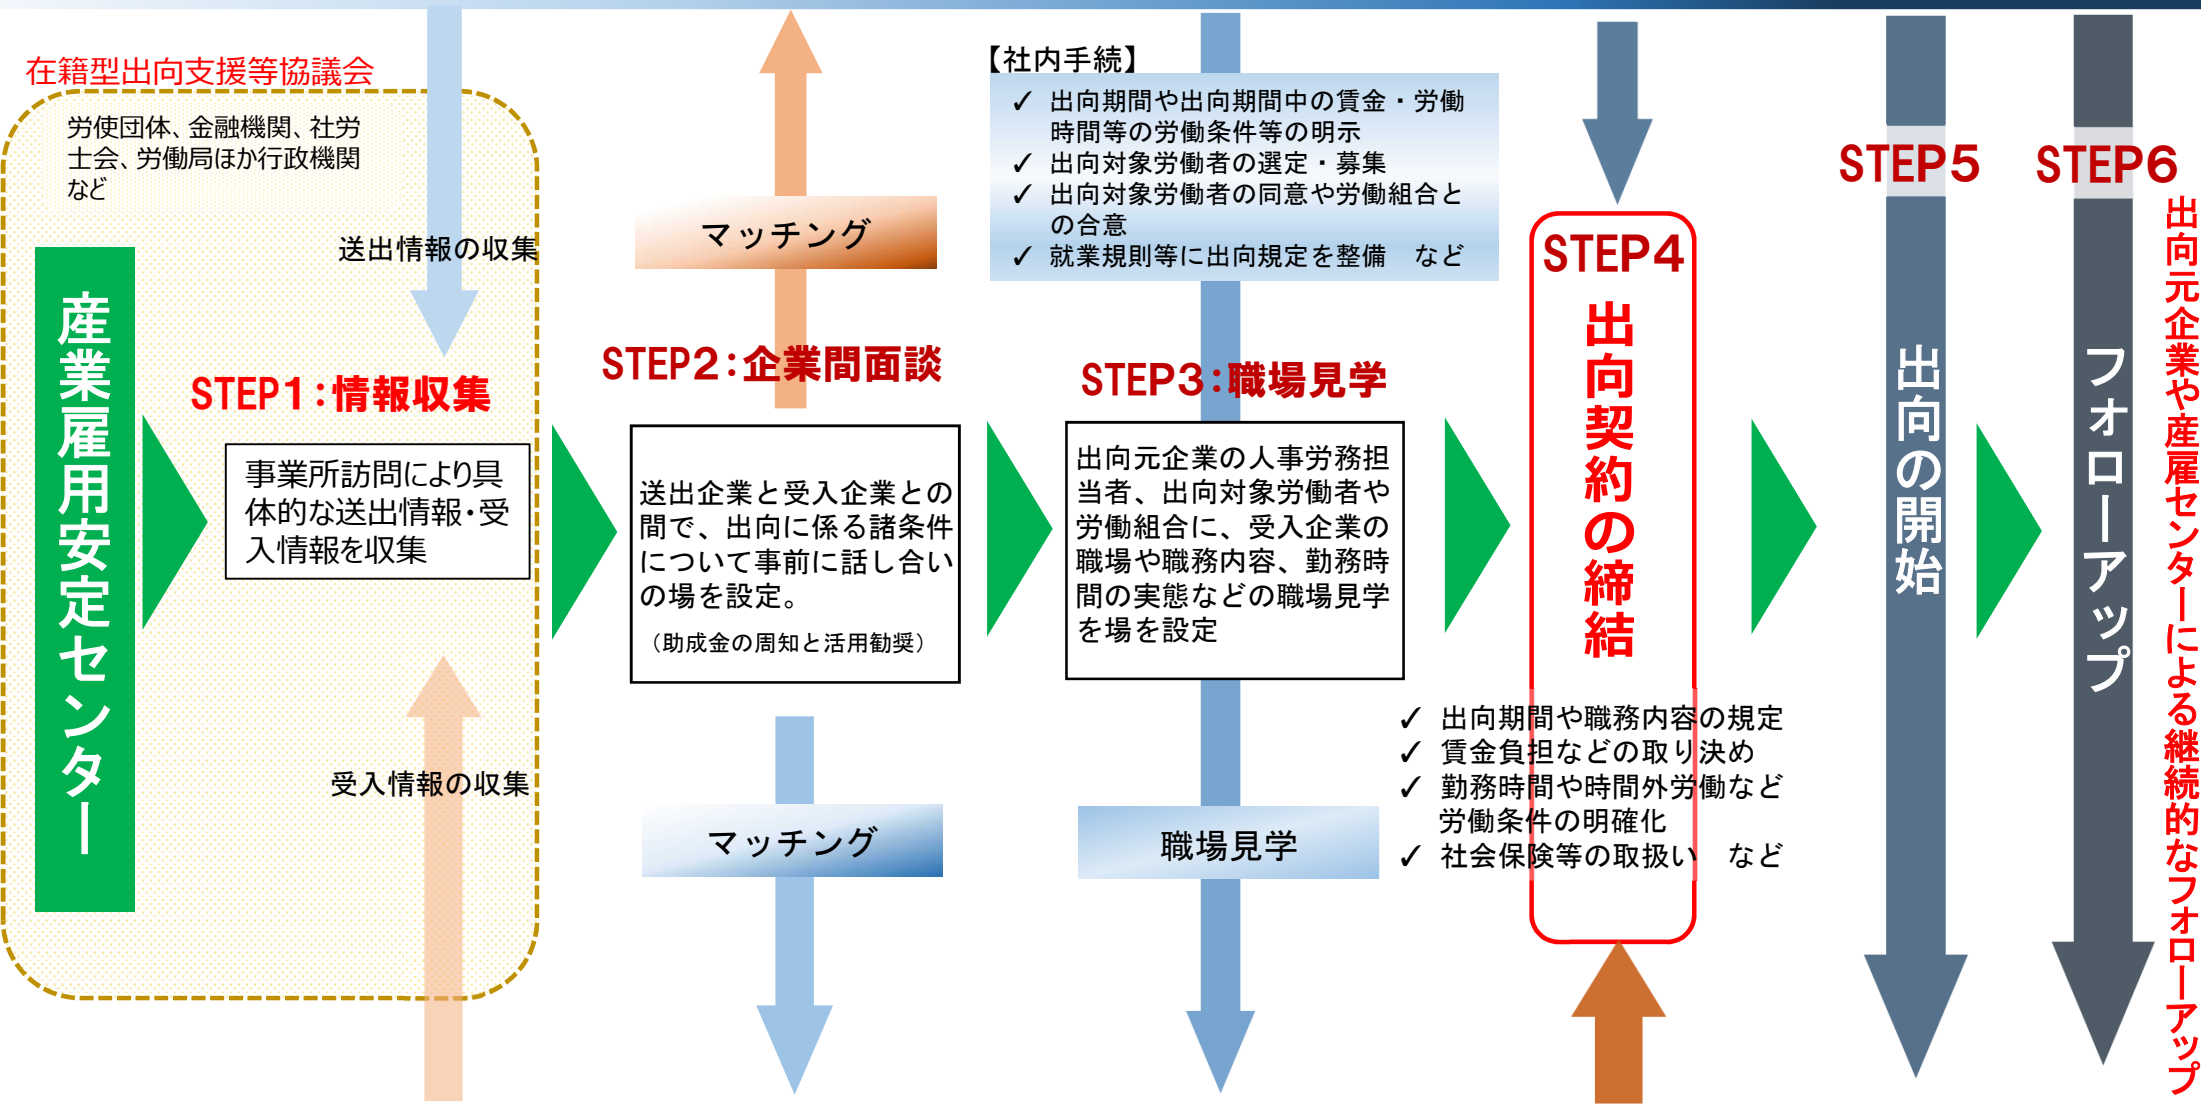 在籍型出向支援等協議会
労使団体、金融機関、社労
士会、労働局ほか行政機関
など
産業雇用安定センター
送出情報の収集
STEP1：情報収集
事業所訪問により具
体的な送出情報・受
入情報を収集
受入情報の収集
マッチング
STEP2：企業間面談
送出企業と受入企業との
間で、出向に係る諸条件
について事前に話し合い
の場を設定。
（助成金の周知と活用勧奨）
マッチング
【社内手続】
✓ 出向期間や出向期間中の賃金・労働
時間等の労働条件等の明示
✓ 出向対象労働者の選定・募集
✓ 出向対象労働者の同意や労働組合と
の合意
✓ 就業規則等に出向規定を整備　など
STEP3：職場見学
出向元企業の人事労務担
当者、出向対象労働者や
労働組合に、受入企業の
職場や職務内容、勤務時
間の実態などの職場見学
を場を設定
職場見学
STEP4
出向契約の締結
✓ 出向期間や職務内容の規定
✓ 賃金負担などの取り決め
✓ 勤務時間や時間外労働など
労働条件の明確化
✓ 社会保険等の取扱い　など
STEP5
出向の開始
STEP6
フォローアップ
出向元企業や産雇センターによる継続的なフォローアップ